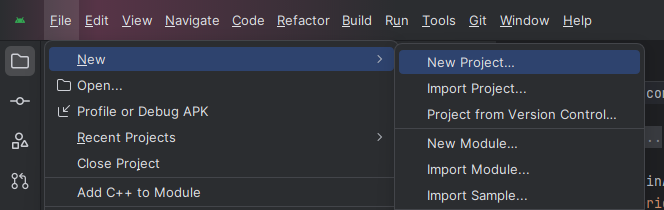 File Edit View Navigate Code Refactor Build Run Tools Git Window Help
New
Open...
Profile or Debug APK
Recent Projects
Close Project
Add C++ to Module
New Project...
Import Project...
Project from Version Control...
New Module...
Import Module...
Import Sample...